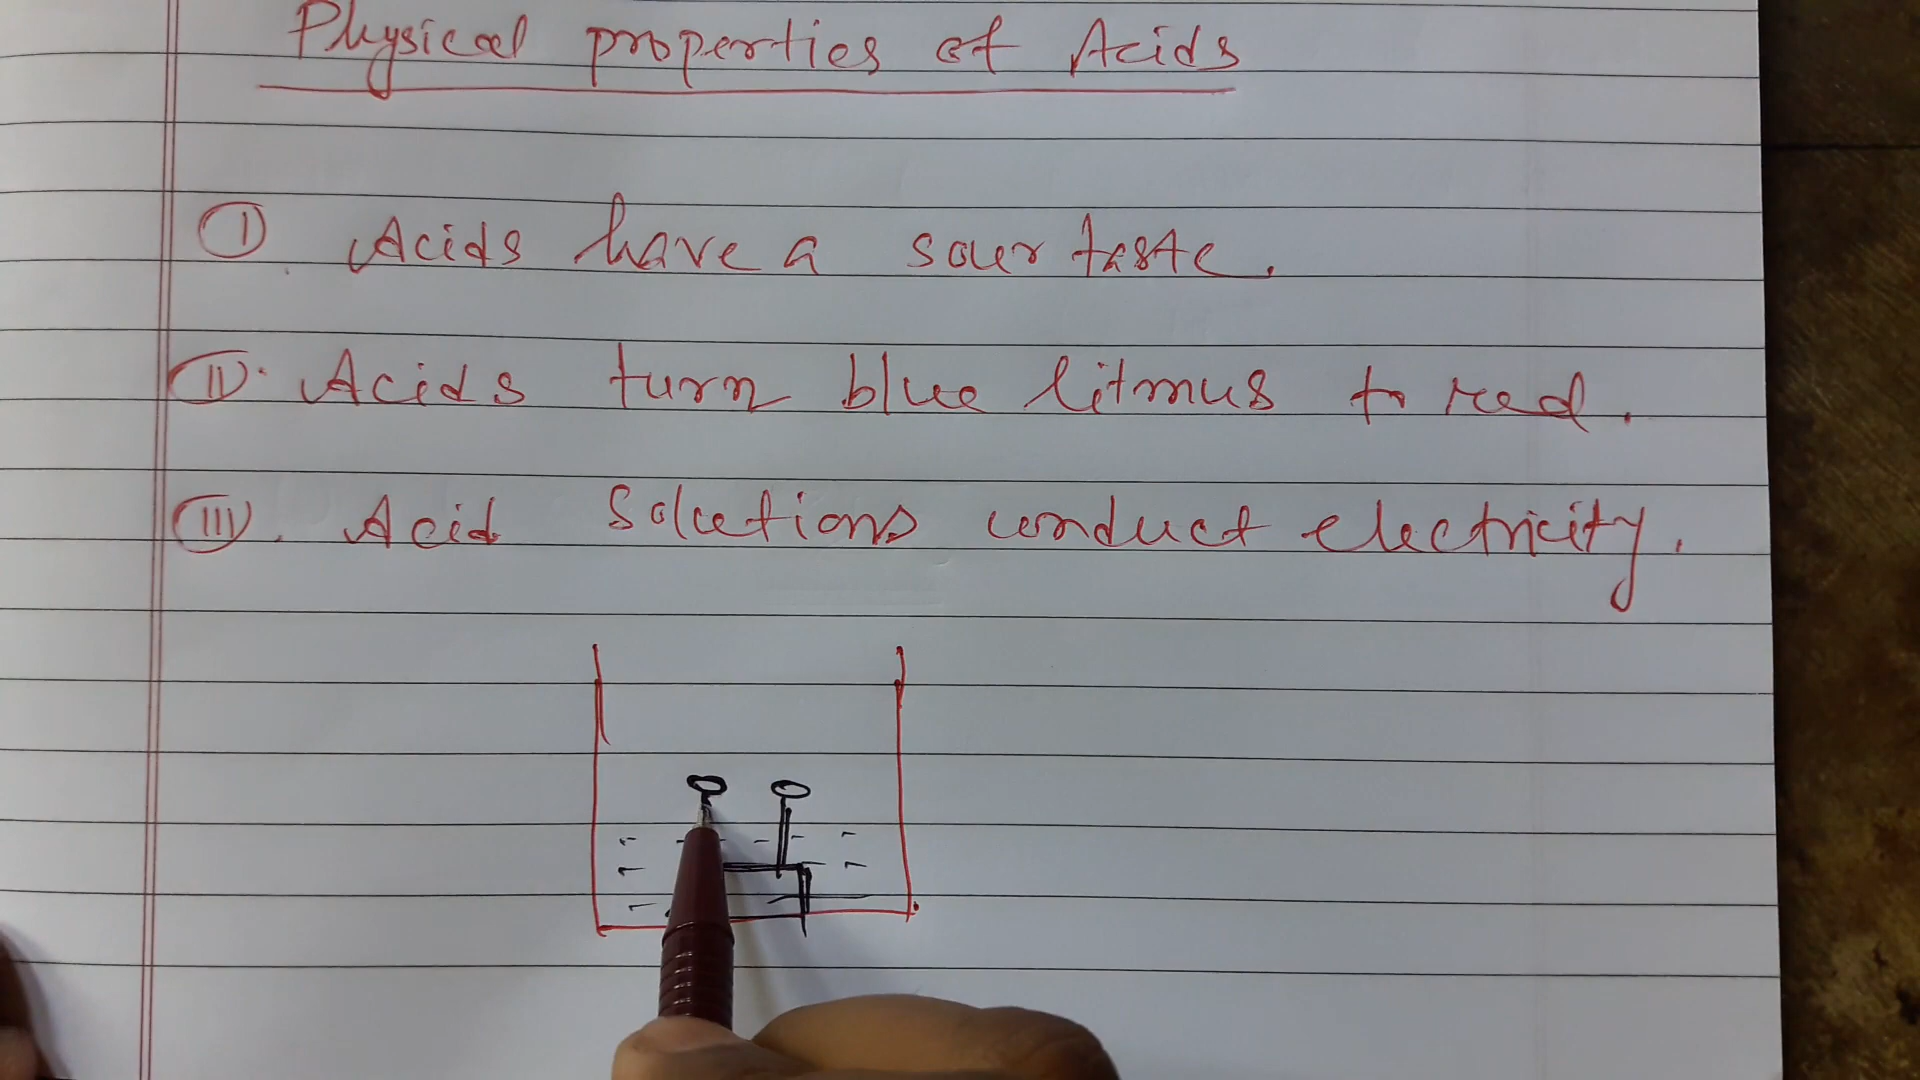 Physical properties of Acids
I Acids have a sour taste.
II. Acids turn blue litmus to red.
III. Acid Solutions conduct electricity.